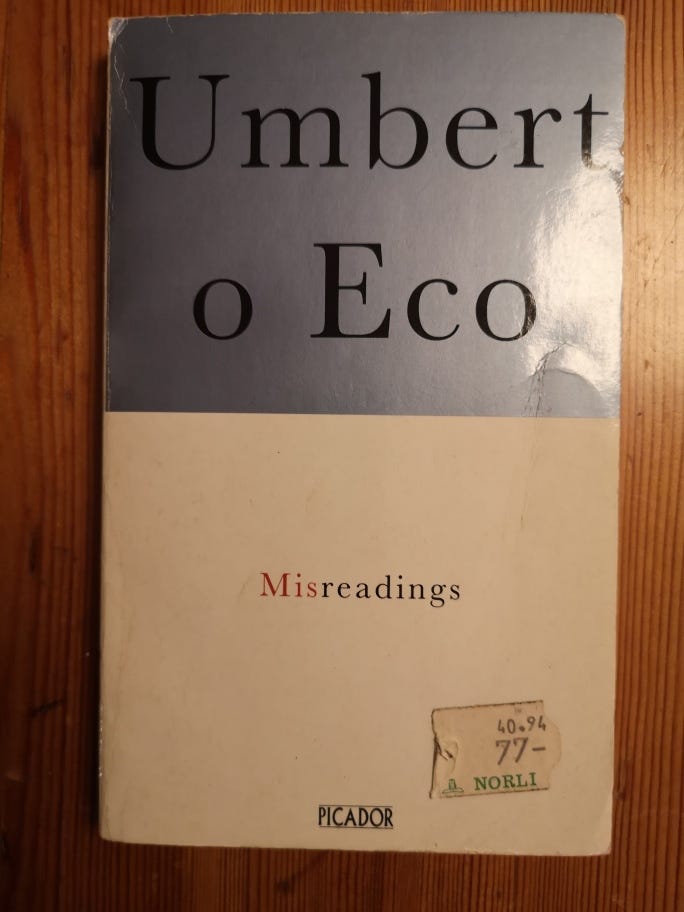 Umbert
o Eco
Misreadings
40.94
77-
NORLI
PICADOR